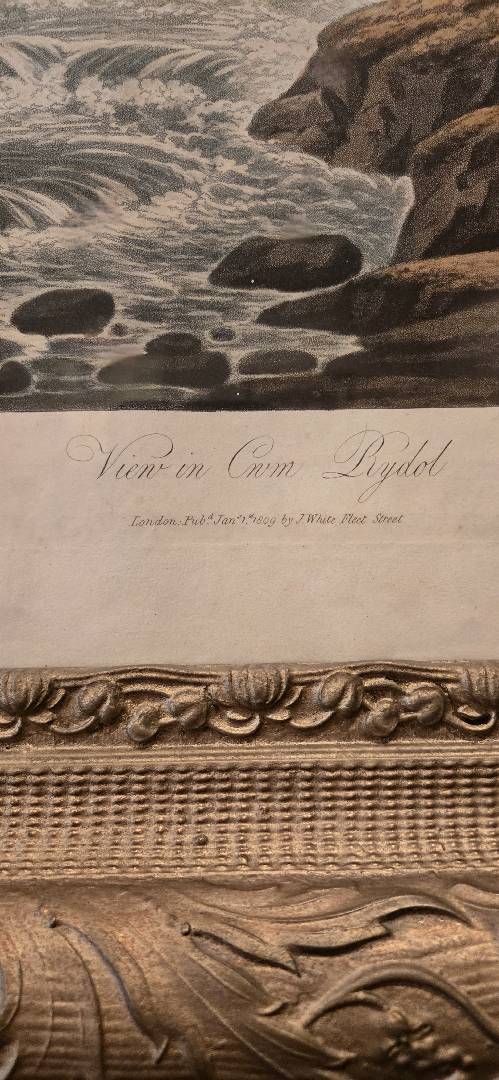 View in Cwm Rydol
London: Pub.d Jan.y 1.st 1809 by J. White Fleet Street